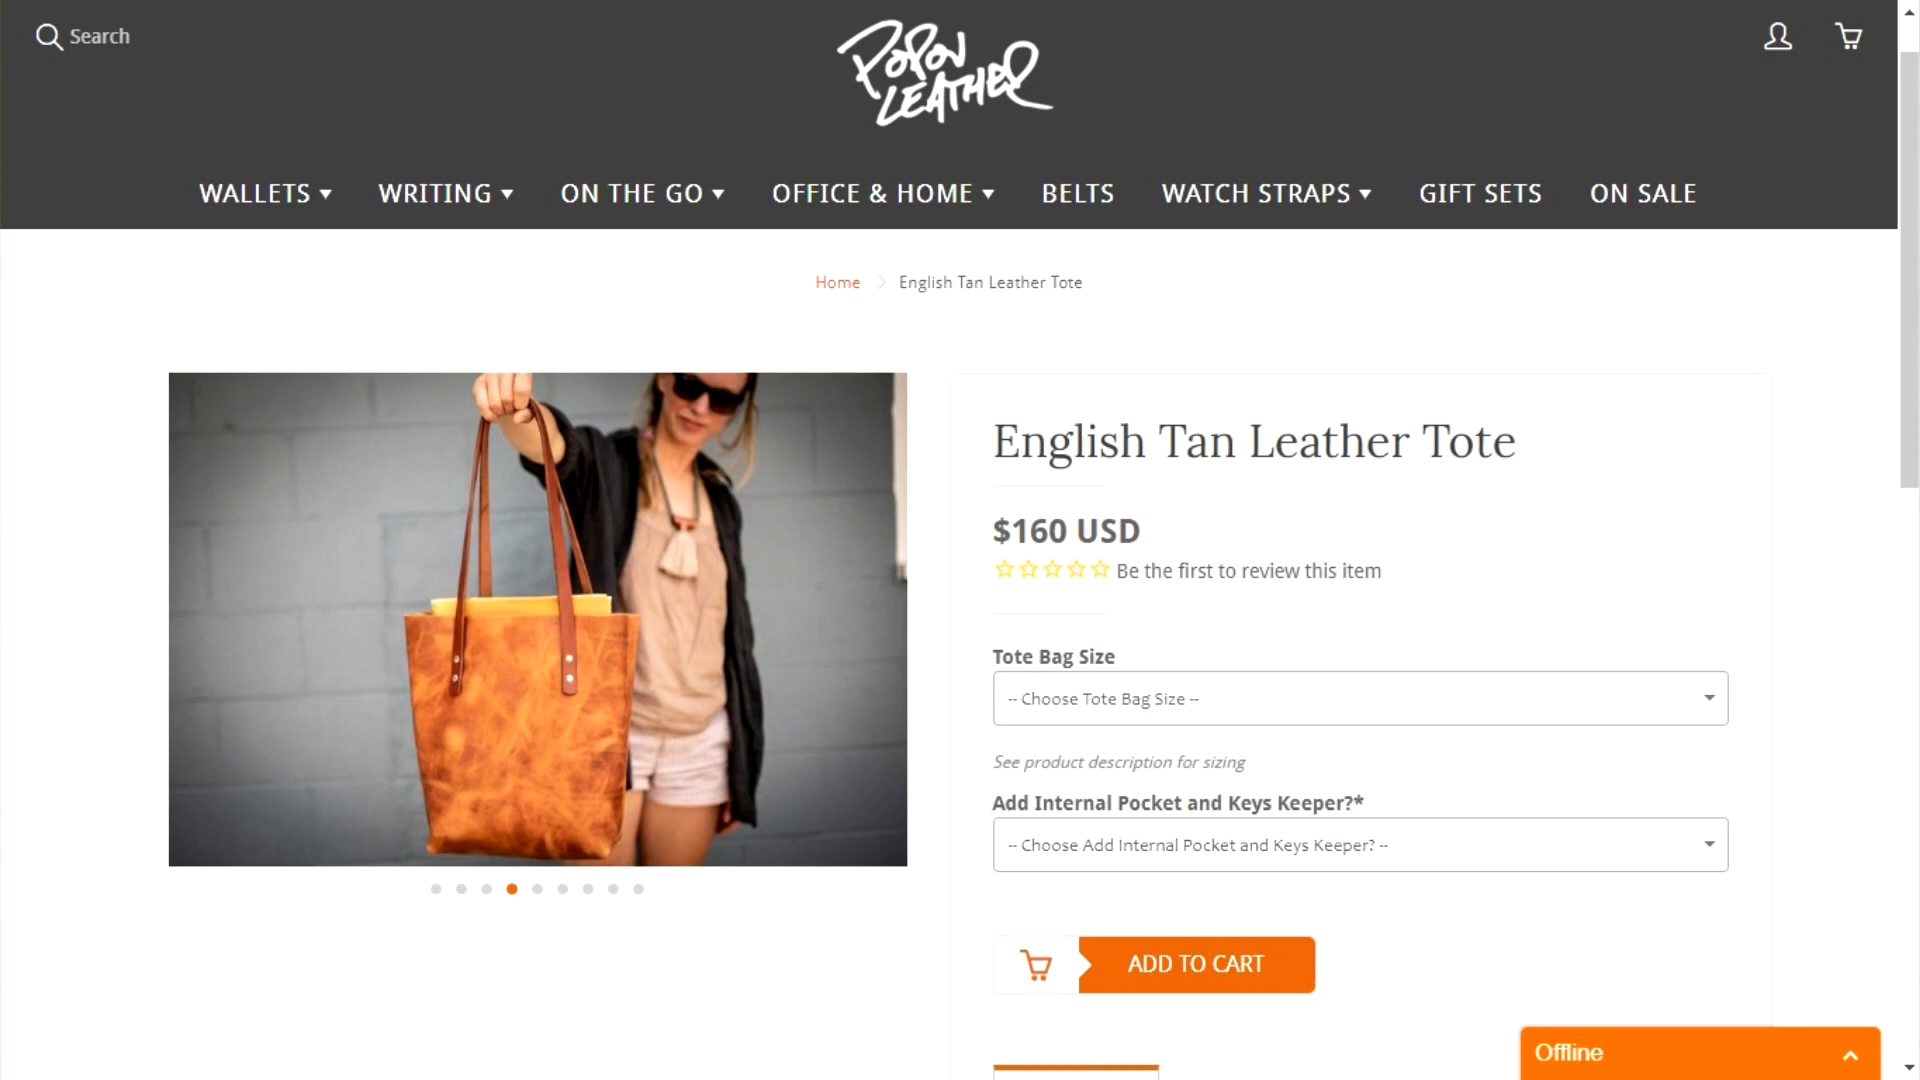 Search
POPOV
LEATHER
WALLETS
WRITING
ON THE GO
OFFICE & HOME
BELTS
WATCH STRAPS
GIFT SETS
ON SALE
Home
English Tan Leather Tote
English Tan Leather Tote
$160 USD
Be the first to review this item
Tote Bag Size
-- Choose Tote Bag Size --
See product description for sizing
Add Internal Pocket and Keys Keeper?*
-- Choose Add Internal Pocket and Keys Keeper? --
ADD TO CART
Offline